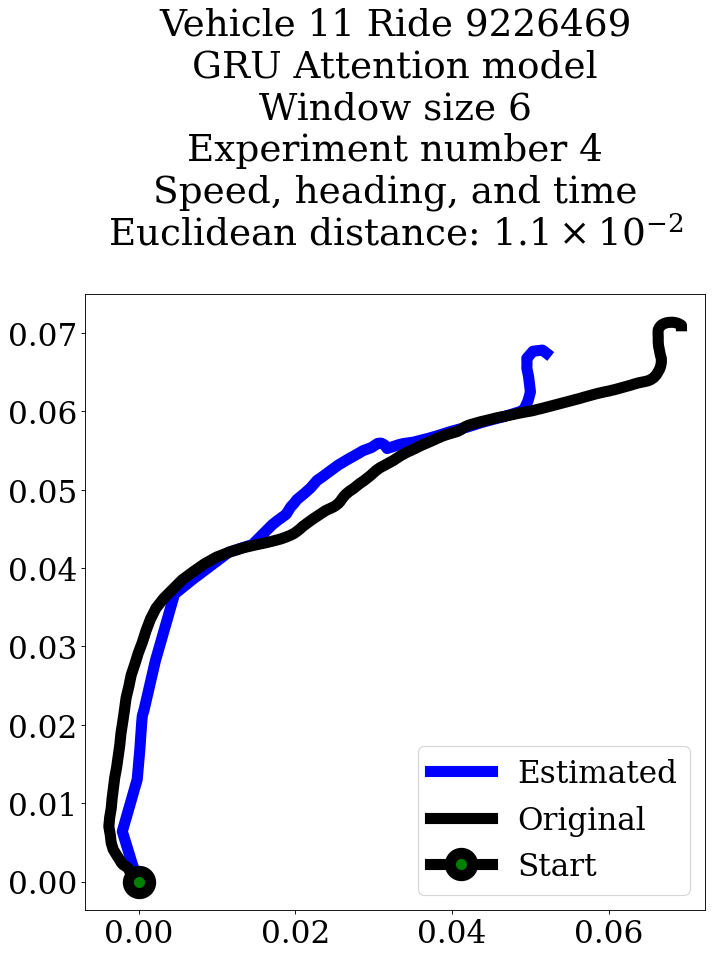 Vehicle 11 Ride 9226469
GRU Attention model
Window size 6
Experiment number 4
Speed, heading, and time
Euclidean distance: 1.1 × 10⁻²
0.07
0.06
0.05
0.04
0.03
0.02
0.01
0.00
Estimated
Original
Start
0.00 0.02 0.04 0.06